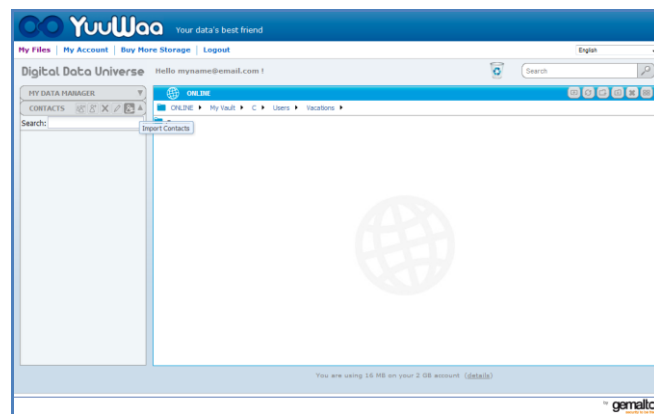 YuuWaa Your data's best friend
My Files | My Account | Buy More Storage | Logout
English
Digital Data Universe Hello myname@email.com !
Search
MY DATA MANAGER
ONLINE
CONTACTS
ONLINE My Vault C Users Vacations
Search:
Import Contacts
You are using 16 MB on your 2 GB account (details)
by gemalto